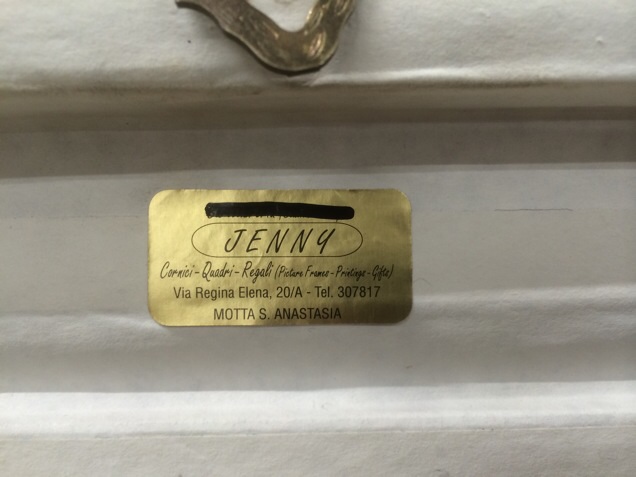 JENNY
Cornici - Quadri - Regali (Picture Frames - Printings - Gifts)
Via Regina Elena, 20/A - Tel. 307817
MOTTA S. ANASTASIA